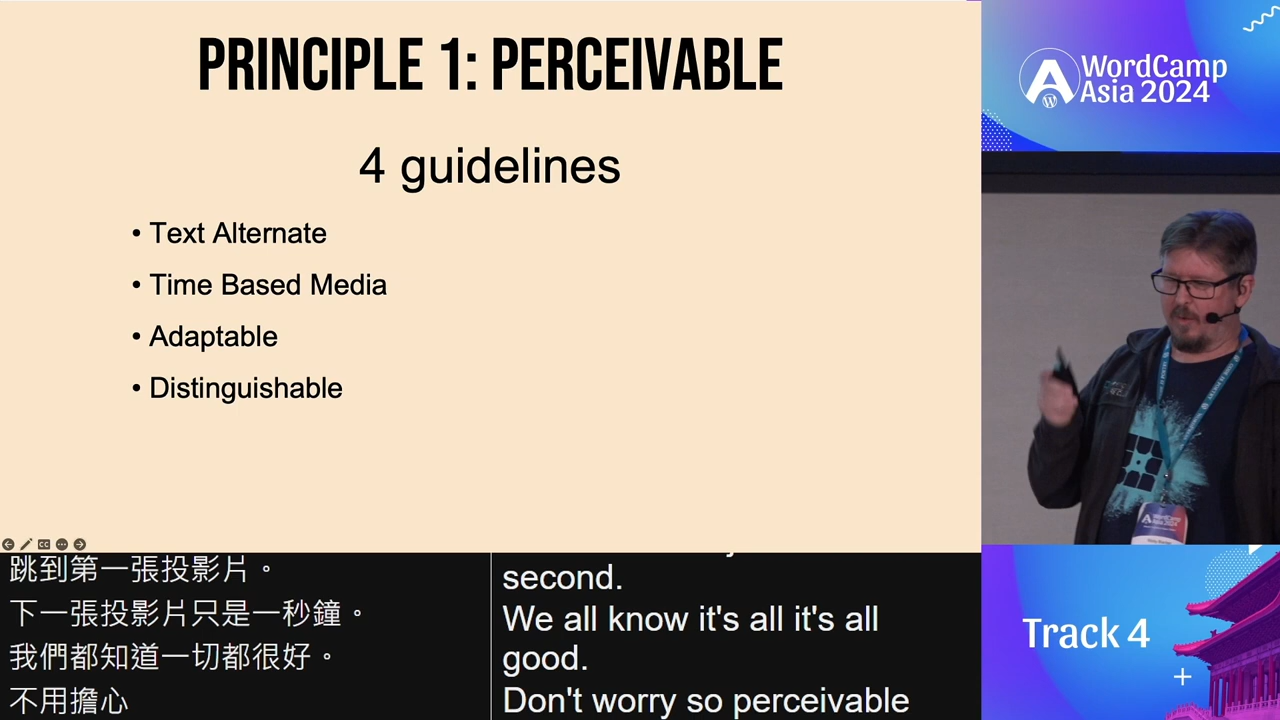 PRINCIPLE 1: PERCEIVABLE
4 guidelines
• Text Alternate
• Time Based Media
• Adaptable
• Distinguishable
跳到第一張投影片。
下一張投影片只是一秒鐘。
我們都知道一切都很好。
不用擔心
second.
We all know it's all it's all
good.
Don't worry so perceivable
WordCamp
Asia 2024
WordCamp
Asia 2024
Track 4